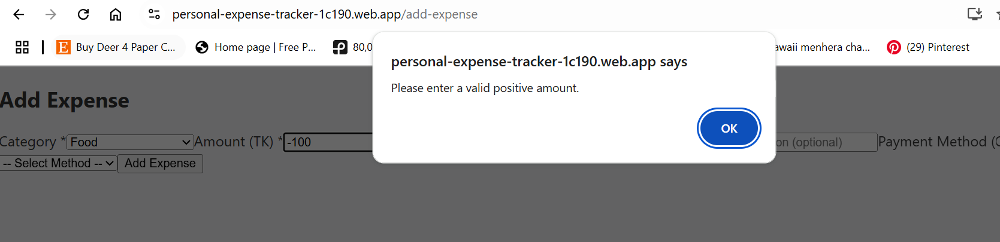 personal-expense-tracker-1c190.web.app/add-expense
Buy Deer 4 Paper C... Home page | Free P... 80,0 awaii menhera cha... (29) Pinterest
personal-expense-tracker-1c190.web.app says
Please enter a valid positive amount.
OK
Add Expense
Category * Food Amount (TK) * -100 on (optional) Payment Method (
-- Select Method -- Add Expense